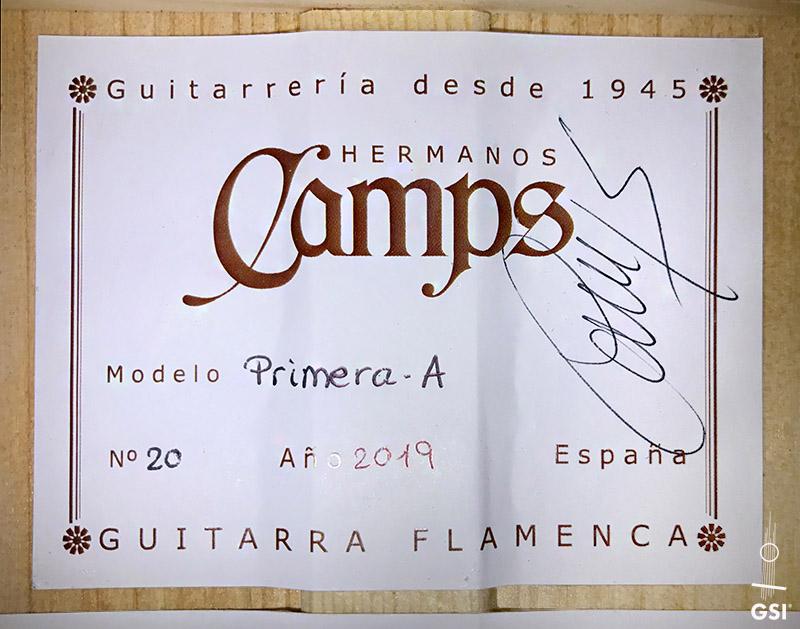 Guitarrería desde 1945
HERMANOS
Camps
Modelo Primera-A
Nº 20 Año 2019 España
GUITARRA FLAMENCA
GSI